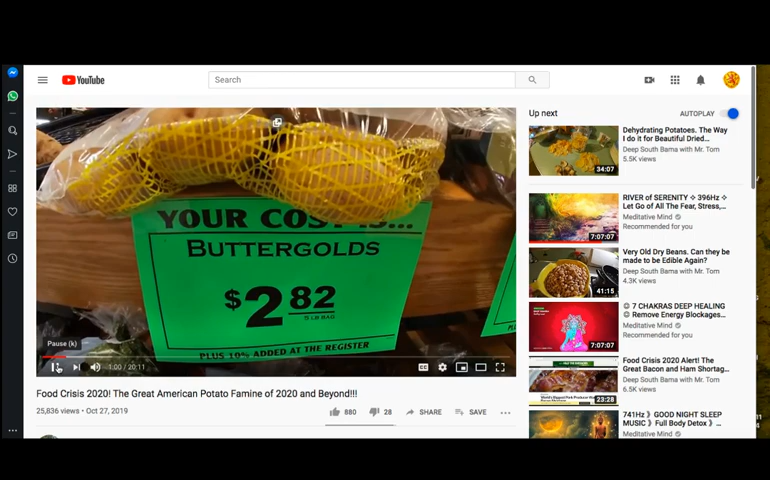 YouTube
Search
YOUR COST IS...
BUTTERGOLDS
$2.82
5 LB BAG
PLUS 10% ADDED AT THE REGISTER
Pause (k)
1:00 / 20:11
Food Crisis 2020! The Great American Potato Famine of 2020 and Beyond!!!
25,836 views • Oct 27, 2019
880
28
SHARE
SAVE
Up next
AUTOPLAY
Dehydrating Potatoes. The Way
I do it for Beautiful Dried...
Deep South Bama with Mr. Tom
5.5K views
34:07
RIVER of SERENITY ✧ 396Hz ✧
Let Go of All The Fear, Stress,...
Meditative Mind
Recommended for you
7:07:07
Very Old Dry Beans. Can they be
made to be Edible Again?
Deep South Bama with Mr. Tom
4.3K views
41:15
7 CHAKRAS DEEP HEALING
Remove Energy Blockages...
Meditative Mind
Recommended for you
7:07:07
Food Crisis 2020 Alert! The
Great Bacon and Ham Shortag...
Deep South Bama with Mr. Tom
23:28
741Hz 》GOOD NIGHT SLEEP
MUSIC 》Full Body Detox 》...
Meditative Mind